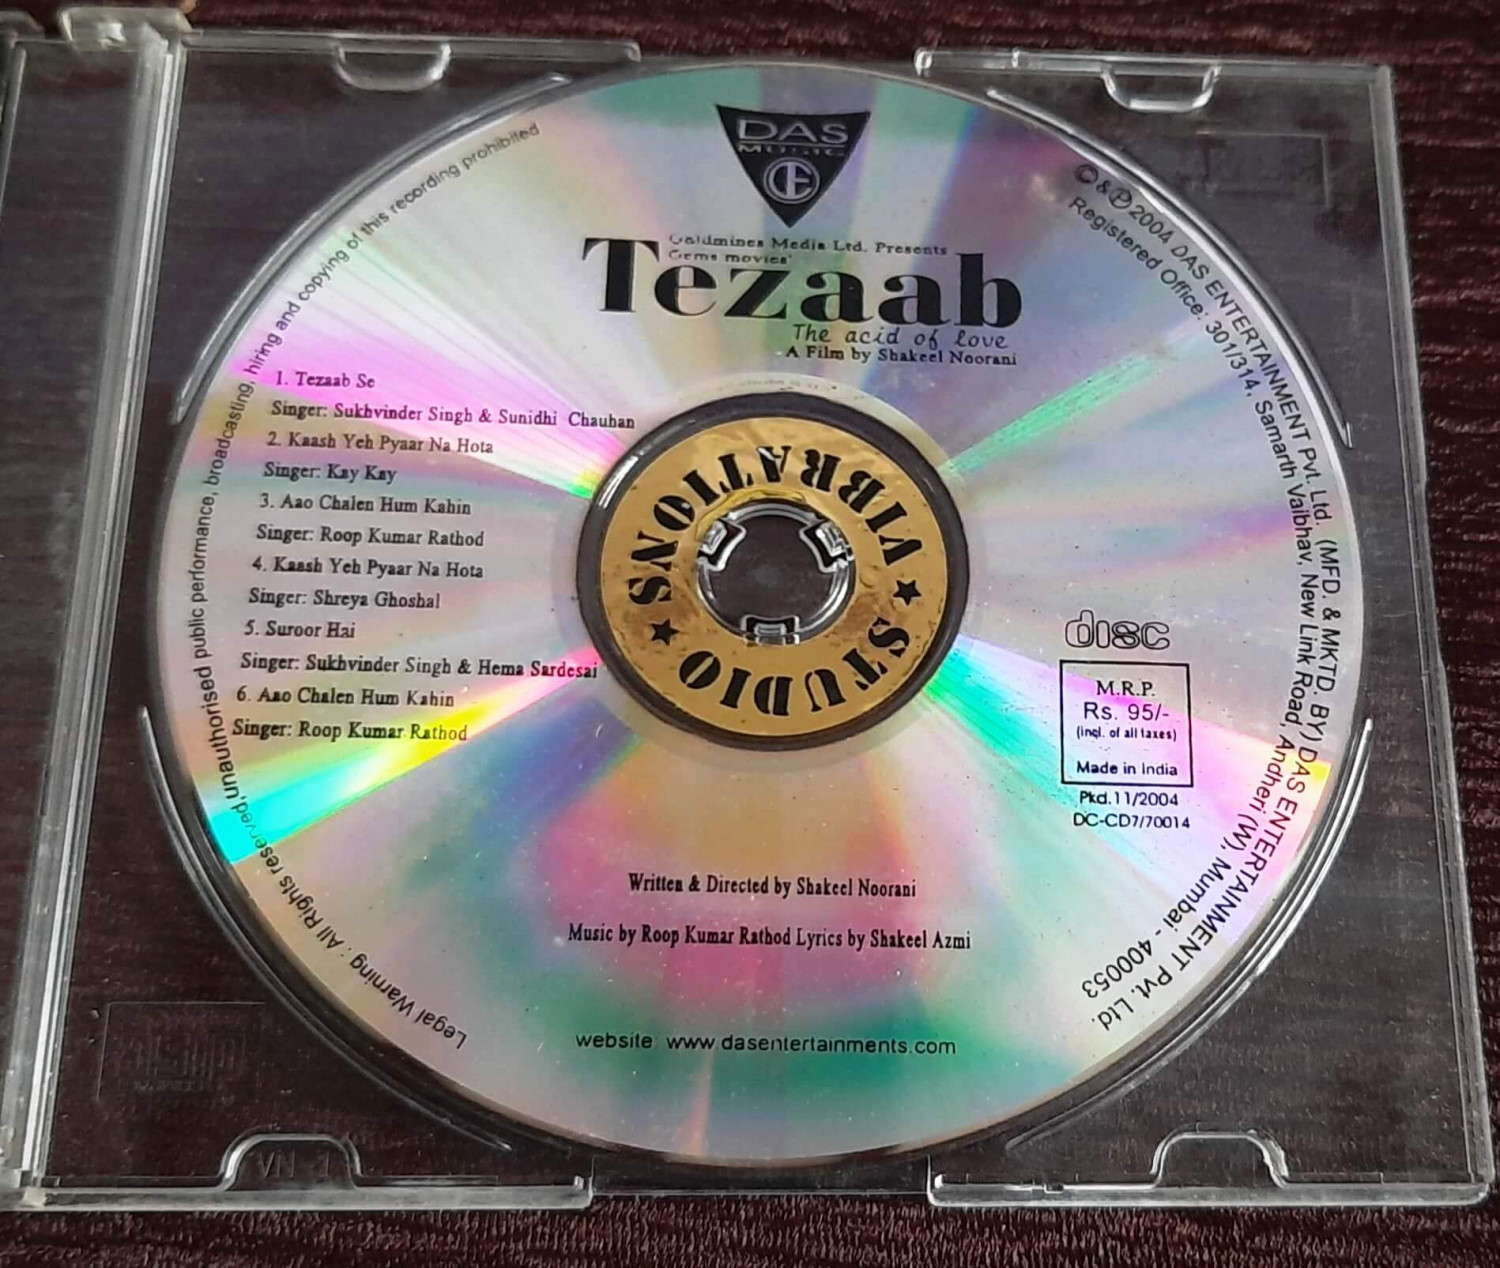 DAS
MUSIC
Goldmines Media Ltd. Presents
Gems movies'
Tezaab
The acid of love
A Film by Shakeel Noorani
1. Tezaab Se
Singer: Sukhvinder Singh & Sunidhi Chauhan
2. Kaash Yeh Pyaar Na Hota
Singer: Kay Kay
3. Aao Chalen Hum Kahin
Singer: Roop Kumar Rathod
4. Kaash Yeh Pyaar Na Hota
Singer: Shreya Ghoshal
5. Suroor Hai
Singer: Sukhvinder Singh & Hema Sardesai
6. Aao Chalen Hum Kahin
Singer: Roop Kumar Rathod
STUDIO ★ VIBRATIONS ★
disc
M.R.P.
Rs. 95/-
(incl. of all taxes)
Made in India
Pkd.11/2004
DC-CD7/70014
Written & Directed by Shakeel Noorani
Music by Roop Kumar Rathod Lyrics by Shakeel Azmi
website: www.dasentertainments.com
Legal Warning : All Rights reserved,unauthorised public performance, broadcasting, hiring and copying of this recording prohibited
© & ℗ 2004 DAS ENTERTAINMENT Pvt. Ltd. (MFD. & MKTD. BY) DAS ENTERTAINMENT Pvt. Ltd.
Registered Office: 301/314, Samarth Vaibhav, New Link Road, Andheri (W), Mumbai - 400053